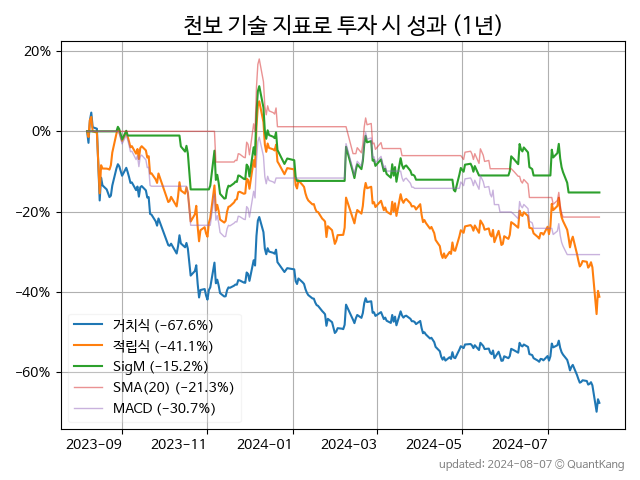 천보 기술 지표로 투자 시 성과 (1년)
20%
0%
−20%
−40%
−60%
거치식 (−67.6%)
적립식 (−41.1%)
SigM (−15.2%)
SMA(20) (−21.3%)
MACD (−30.7%)
2023-09
2023-11
2024-01
2024-03
2024-05
2024-07
updated: 2024-08-07 © QuantKang